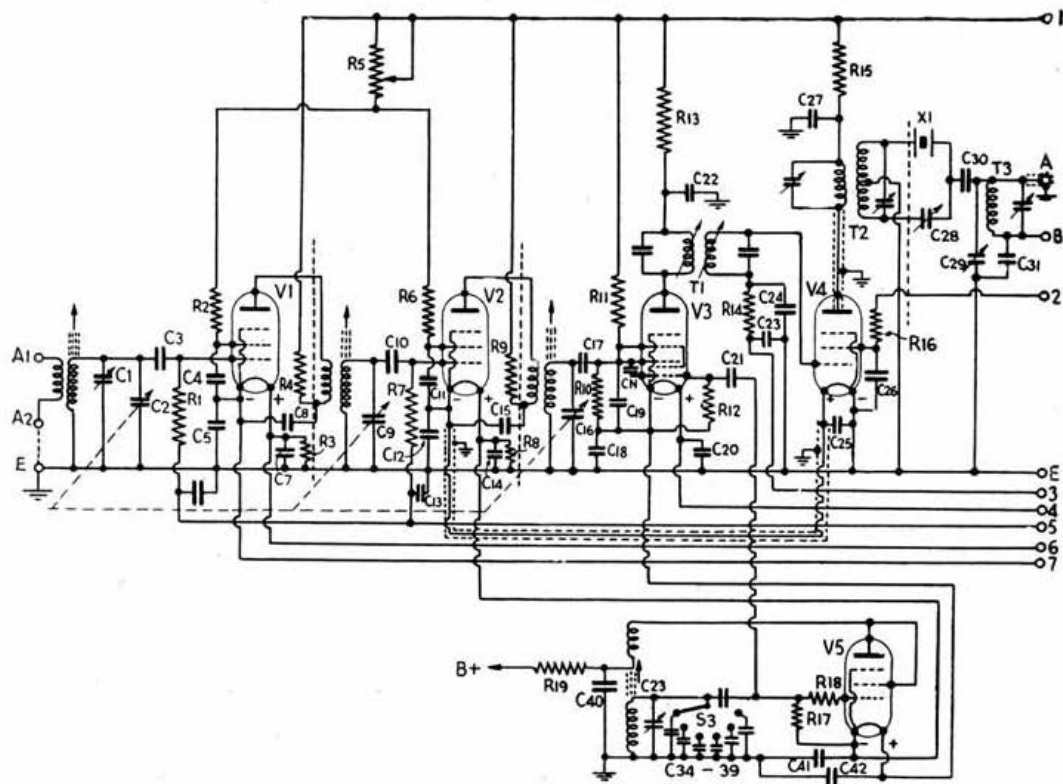 1
R5
R15
C27
X1
R13
C30
A
T3
C22
T2
C28
B
C29
C31
R2
V1
R6
V2
R11
V3
T1
V4
2
R14
C24
C23
R16
A1
C3
C10
R9
C17
C21
C1
C4
R4
C11
R10
CN
C2
R1
R7
C15
C16
C19
R12
C26
A2
C5
C8
C9
C25
R3
C12
R8
C18
C20
E
C7
C14
E
C13
3
4
5
6
7
- +
- +
- +
- +
V5
B+
R19
C23
R18
C40
S3
R17
- +
C34 - 39
C41
C42